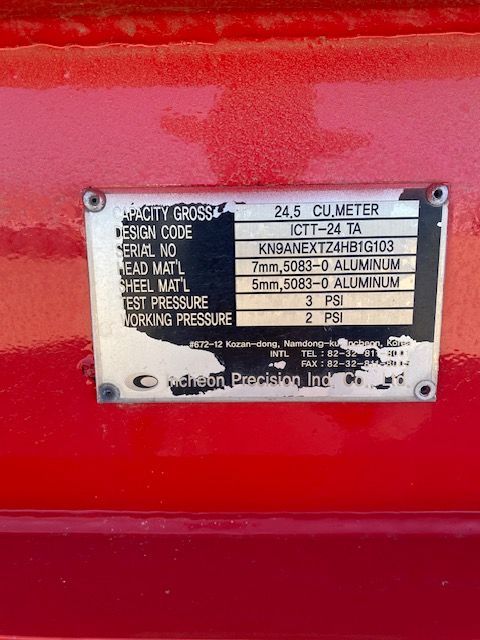 CAPACITY GROSS 24.5 CU.METER
DESIGN CODE ICTT-24 TA
SERIAL NO KN9ANEXTZ4HB1G103
HEAD MAT'L 7mm,5083-0 ALUMINUM
SHEEL MAT'L 5mm,5083-0 ALUMINUM
TEST PRESSURE 3 PSI
WORKING PRESSURE 2 PSI
#672-12 Kozan-dong, Namdong-ku, Incheon, Korea
INTL TEL : 82-32-
FAX : 82-32-
Incheon Precision Ind. Co., Ltd.